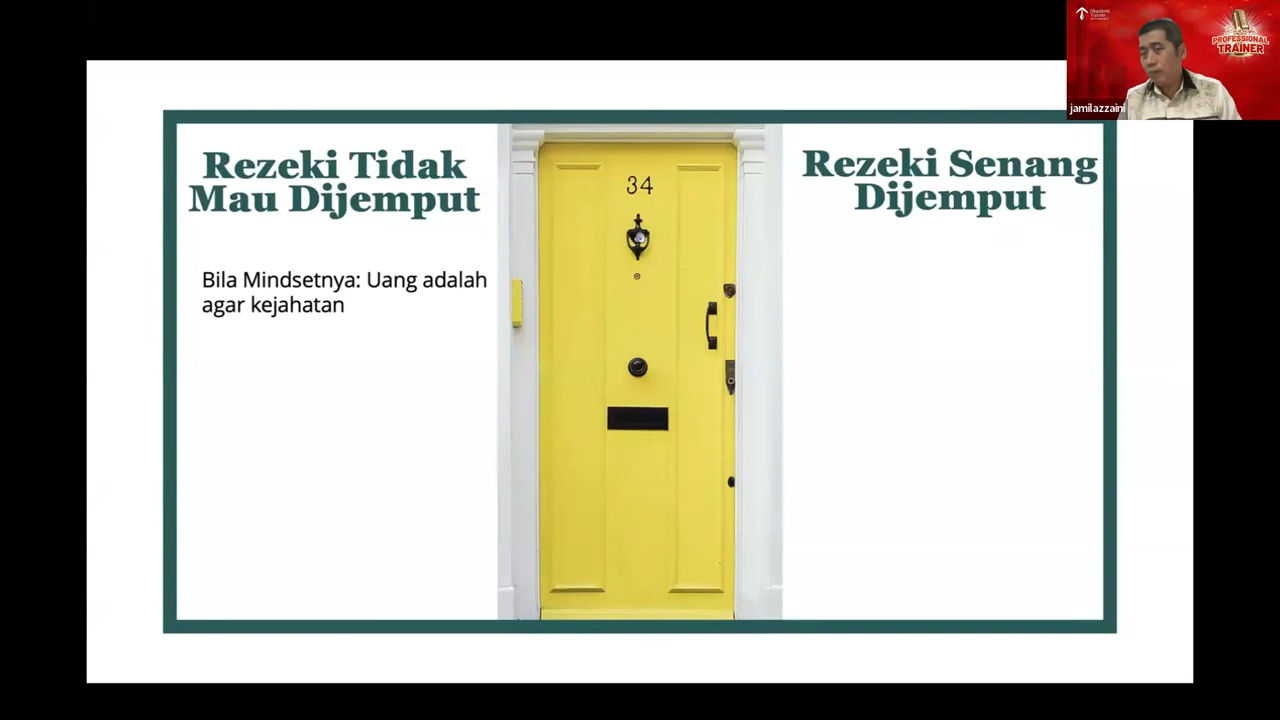 Rezeki Tidak
Mau Dijemput
Bila Mindsetnya: Uang adalah
agar kejahatan
34
Rezeki Senang
Dijemput
jamilazzaini
PROFESSIONAL
TRAINER